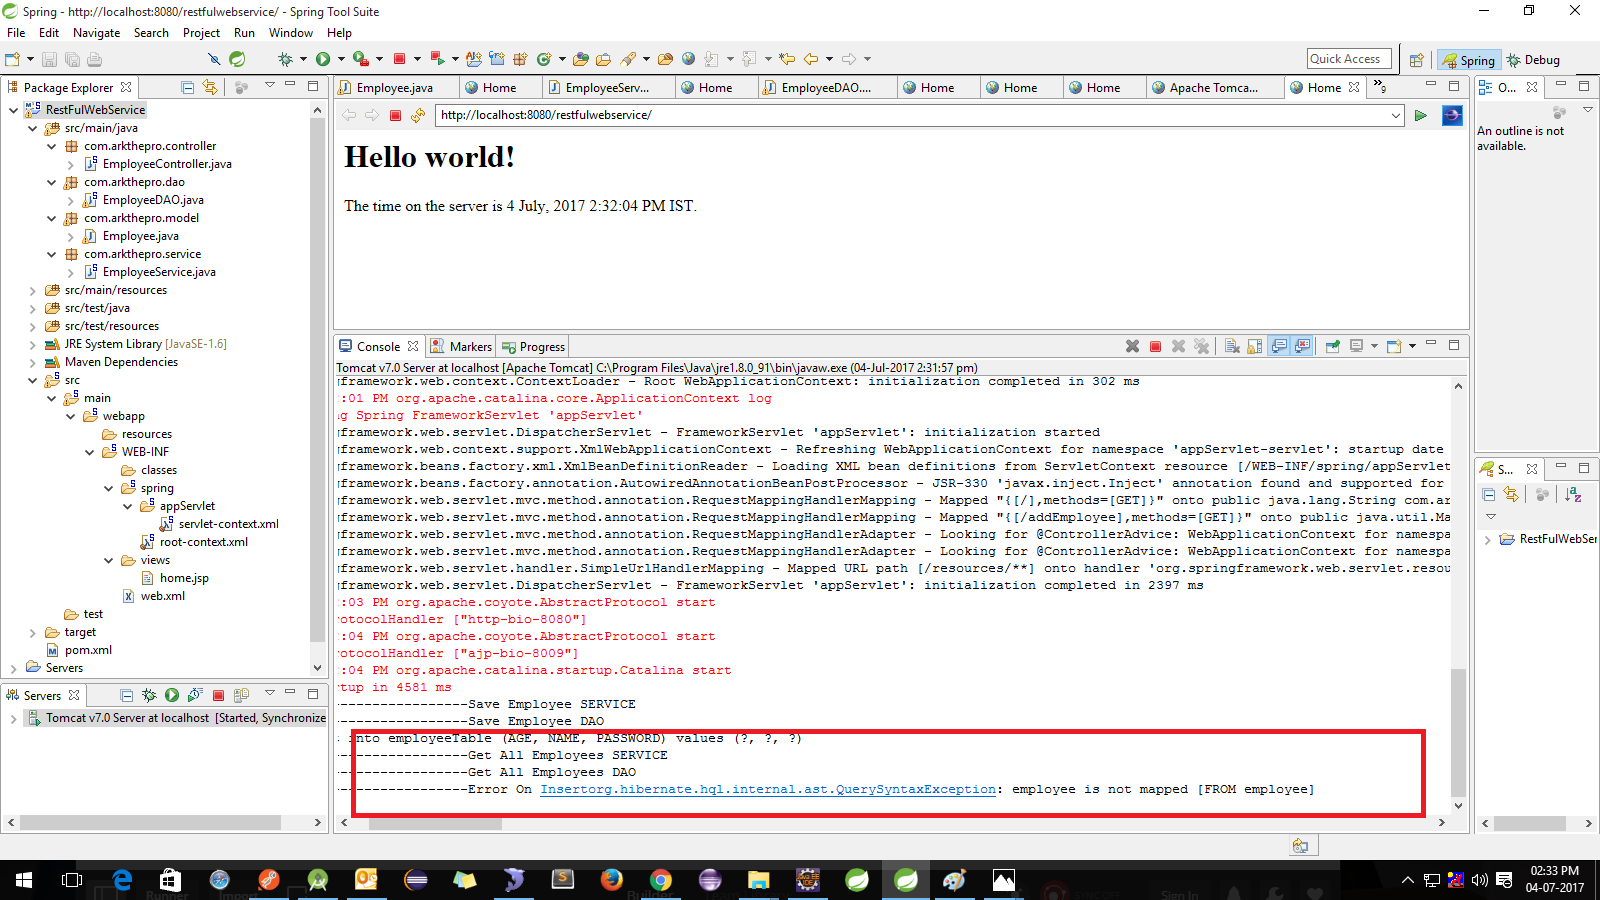 Spring - http://localhost:8080/restfulwebservice/ - Spring Tool Suite
File Edit Navigate Search Project Run Window Help
Quick Access
Spring
Debug
Package Explorer
RestFulWebService
src/main/java
com.arkthepro.controller
EmployeeController.java
com.arkthepro.dao
EmployeeDAO.java
com.arkthepro.model
Employee.java
com.arkthepro.service
EmployeeService.java
src/main/resources
src/test/java
src/test/resources
JRE System Library [JavaSE-1.6]
Maven Dependencies
src
main
webapp
resources
WEB-INF
classes
spring
appServlet
servlet-context.xml
root-context.xml
views
home.jsp
web.xml
test
target
pom.xml
Servers
Servers
Tomcat v7.0 Server at localhost [Started, Synchronize
Employee.java Home EmployeeServ... Home EmployeeDAO.... Home Home Home Apache Tomca... Home »9
http://localhost:8080/restfulwebservice/
Hello world!
The time on the server is 4 July, 2017 2:32:04 PM IST.
Console Markers Progress
Tomcat v7.0 Server at localhost [Apache Tomcat] C:\Program Files\Java\jre1.8.0_91\bin\javaw.exe (04-Jul-2017 2:31:57 pm)
gframework.web.context.ContextLoader - Root WebApplicationContext: initialization completed in 302 ms
:01 PM org.apache.catalina.core.ApplicationContext log
ng Spring FrameworkServlet 'appServlet'
gframework.web.servlet.DispatcherServlet - FrameworkServlet 'appServlet': initialization started
gframework.web.context.support.XmlWebApplicationContext - Refreshing WebApplicationContext for namespace 'appServlet-servlet': startup date
gframework.beans.factory.xml.XmlBeanDefinitionReader - Loading XML bean definitions from ServletContext resource [/WEB-INF/spring/appServlet
gframework.beans.factory.annotation.AutowiredAnnotationBeanPostProcessor - JSR-330 'javax.inject.Inject' annotation found and supported for
gframework.web.servlet.mvc.method.annotation.RequestMappingHandlerMapping - Mapped "{[/],methods=[GET]}" onto public java.lang.String com.ar
gframework.web.servlet.mvc.method.annotation.RequestMappingHandlerMapping - Mapped "{[/addEmployee],methods=[GET]}" onto public java.util.Ma
gframework.web.servlet.mvc.method.annotation.RequestMappingHandlerAdapter - Looking for @ControllerAdvice: WebApplicationContext for namespa
gframework.web.servlet.mvc.method.annotation.RequestMappingHandlerAdapter - Looking for @ControllerAdvice: WebApplicationContext for namespa
gframework.web.servlet.handler.SimpleUrlHandlerMapping - Mapped URL path [/resources/**] onto handler 'org.springframework.web.servlet.resou
gframework.web.servlet.DispatcherServlet - FrameworkServlet 'appServlet': initialization completed in 2397 ms
:03 PM org.apache.coyote.AbstractProtocol start
rotocolHandler ["http-bio-8080"]
:04 PM org.apache.coyote.AbstractProtocol start
rotocolHandler ["ajp-bio-8009"]
:04 PM org.apache.catalina.startup.Catalina start
rtup in 4581 ms
----------------Save Employee SERVICE
----------------Save Employee DAO
into employeeTable (AGE, NAME, PASSWORD) values (?, ?, ?)
----------------Get All Employees SERVICE
----------------Get All Employees DAO
----------------Error On Insertorg.hibernate.hql.internal.ast.QuerySyntaxException: employee is not mapped [FROM employee]
O...
An outline is not
available.
S...
RestFulWebSer
02:33 PM
04-07-2017